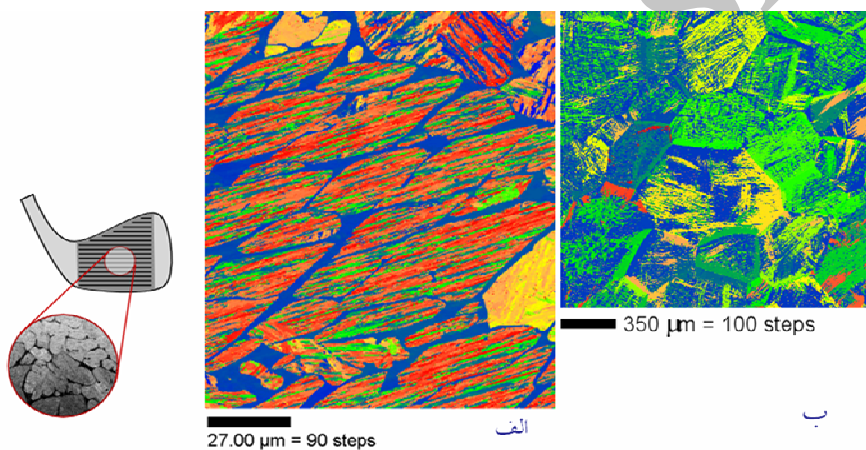 350 µm = 100 steps
27.00 µm = 90 steps
الف
ب